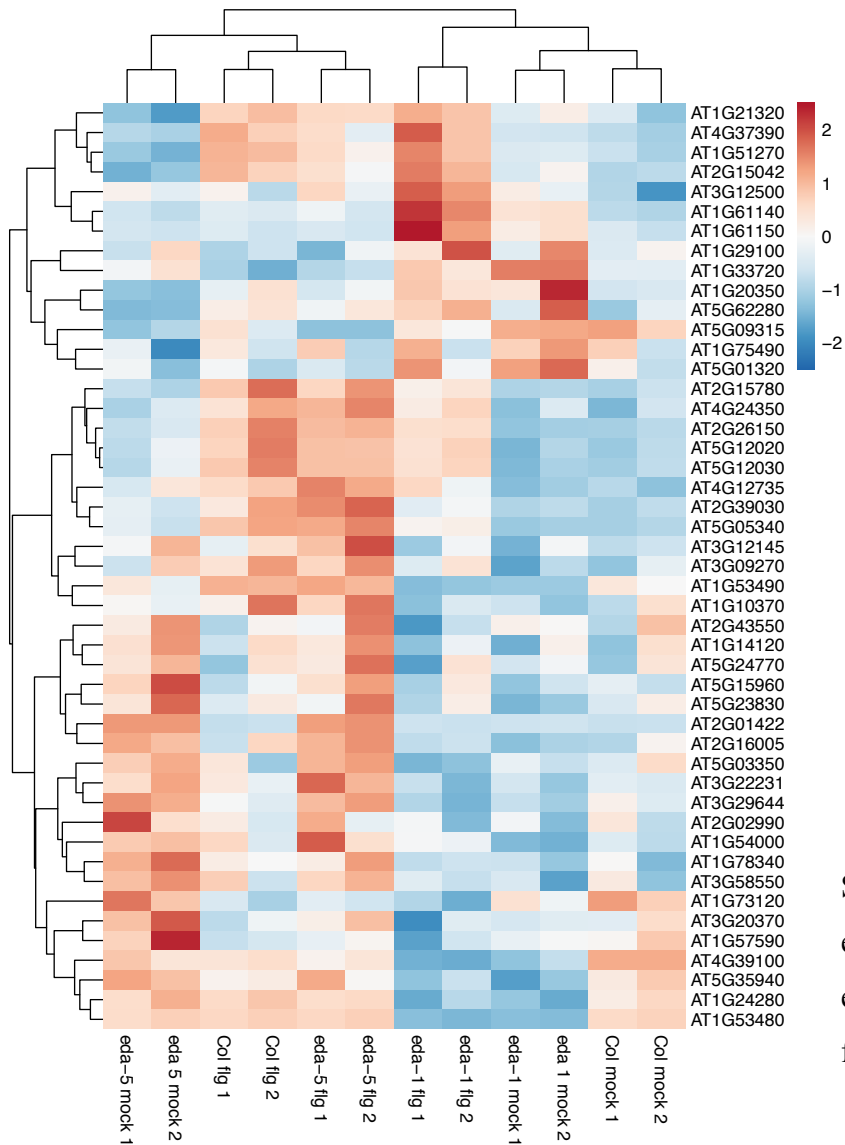 AT1G21320
AT4G37390
AT1G51270
AT2G15042
AT3G12500
AT1G61140
AT1G61150
AT1G29100
AT1G33720
AT1G20350
AT5G62280
AT5G09315
AT1G75490
AT5G01320
AT2G15780
AT4G24350
AT2G26150
AT5G12020
AT5G12030
AT4G12735
AT2G39030
AT5G05340
AT3G12145
AT3G09270
AT1G53490
AT1G10370
AT2G43550
AT1G14120
AT5G24770
AT5G15960
AT5G23830
AT2G01422
AT2G16005
AT5G03350
AT3G22231
AT3G29644
AT2G02990
AT1G54000
AT1G78340
AT3G58550
AT1G73120
AT3G20370
AT1G57590
AT4G39100
AT5G35940
AT1G24280
AT1G53480
2
1
0
−1
−2
eda−5 mock 1
eda 5 mock 2
Col flg 1
Col flg 2
eda−5 flg 1
eda−5 flg 2
eda−1 flg 1
eda−1 flg 2
eda−1 mock 1
eda 1 mock 2
Col mock 1
Col mock 2
e
e